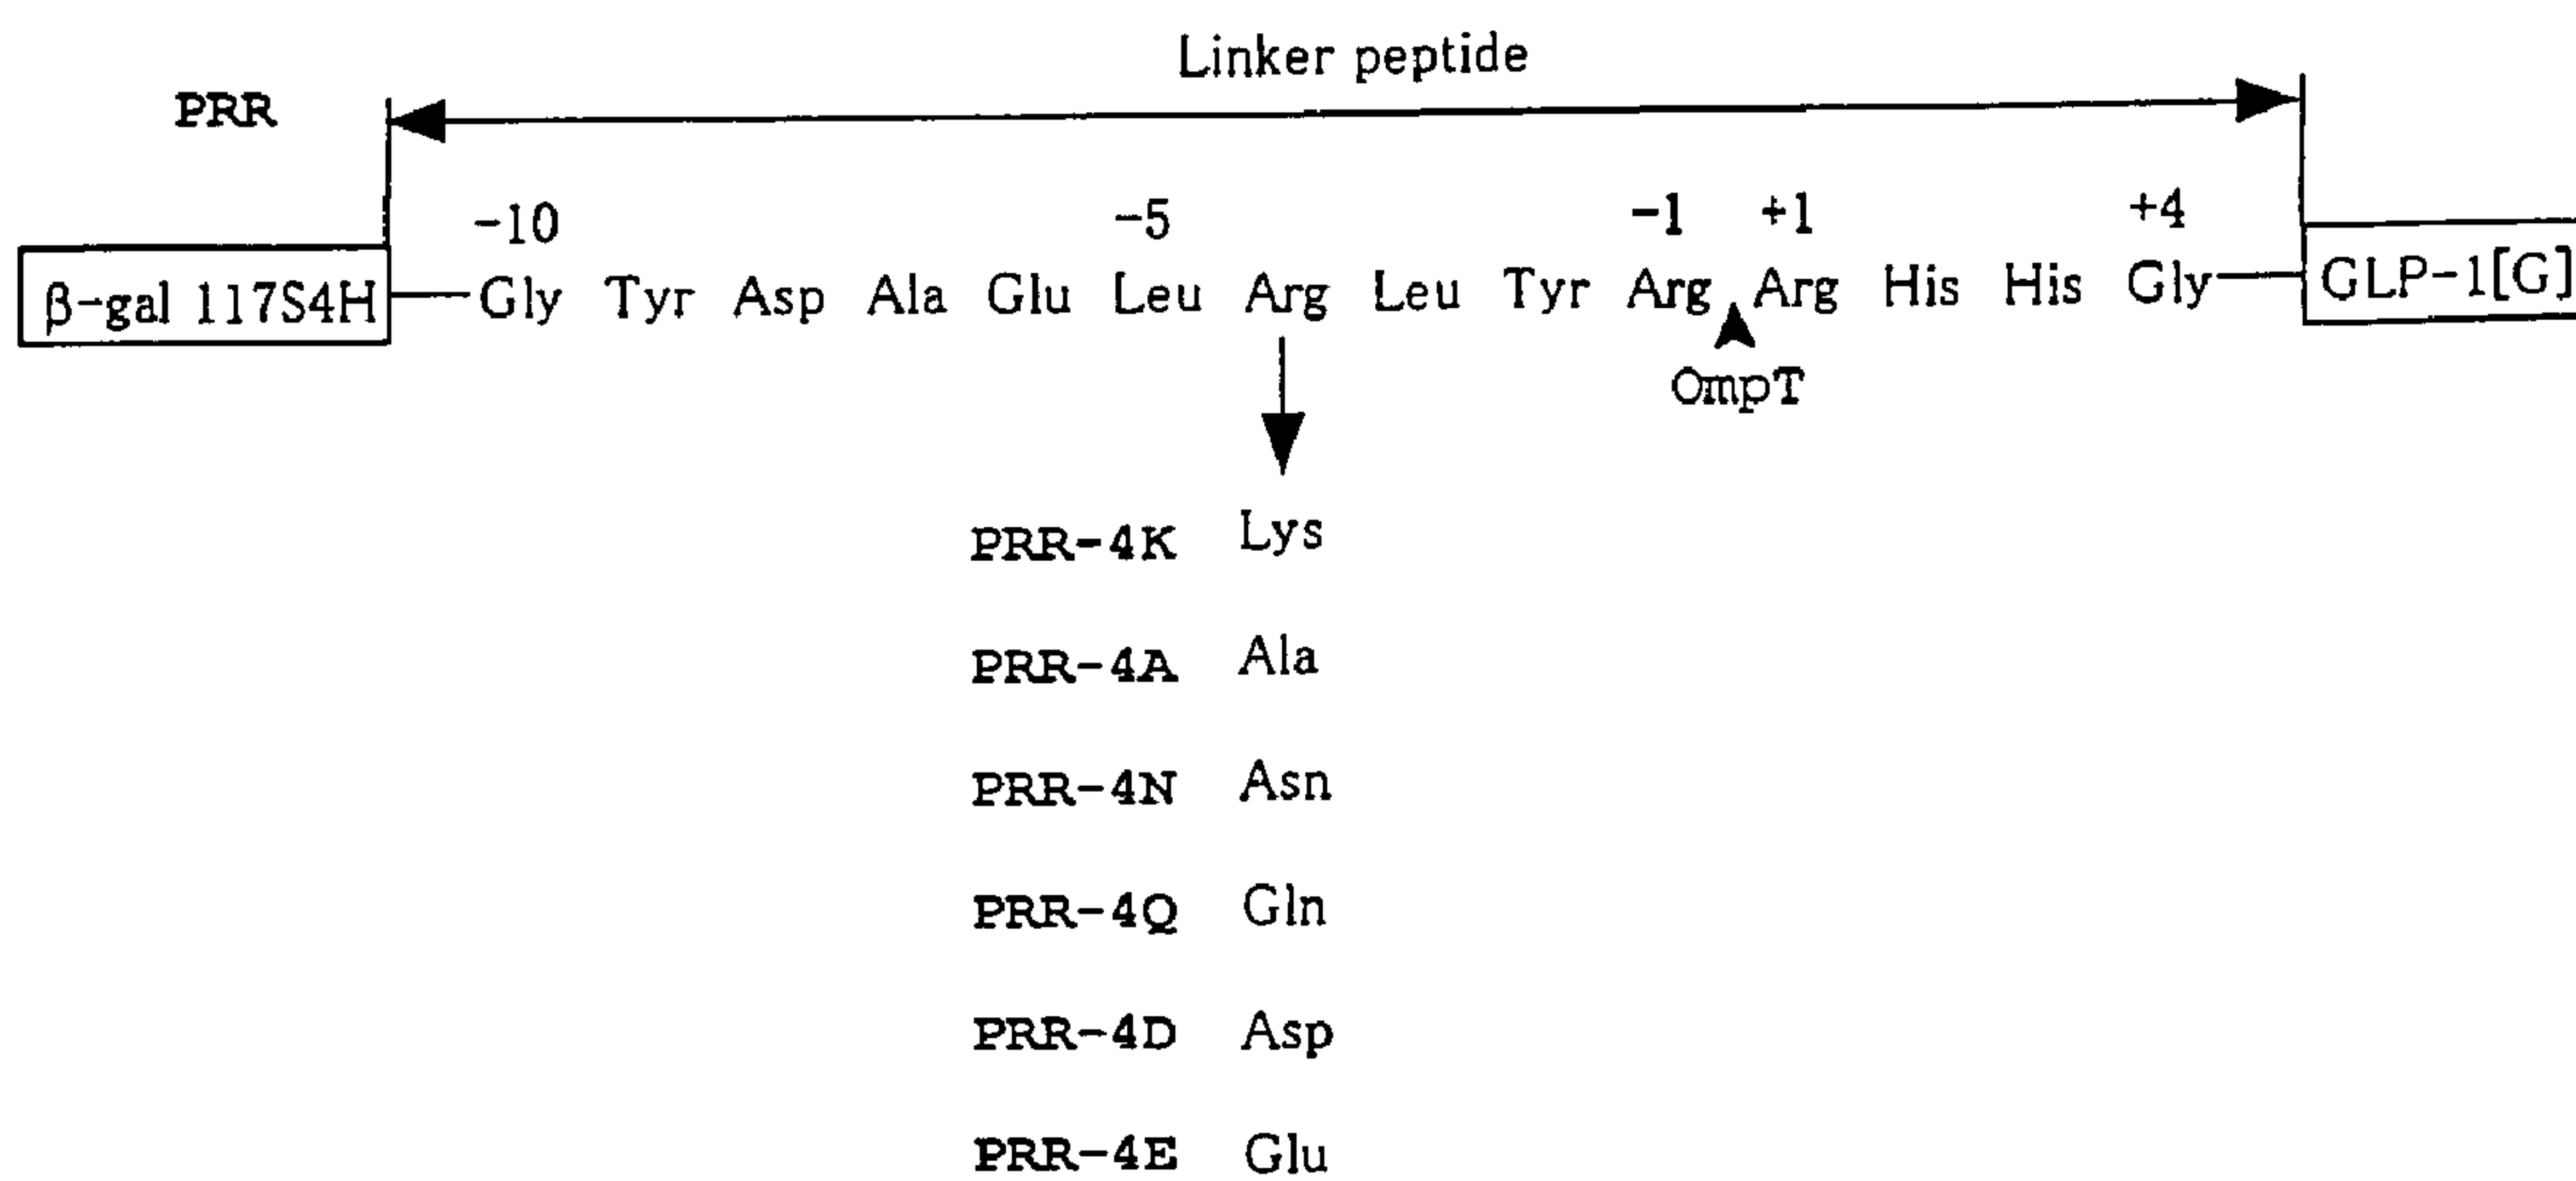 Linker peptide
PRR
-10 -5 -1 +1 +4
β-gal 117S4H Gly Tyr Asp Ala Glu Leu Arg Leu Tyr Arg Arg His His Gly GLP-1[G]
OmpT
PRR-4K Lys
PRR-4A Ala
PRR-4N Asn
PRR-4Q Gln
PRR-4D Asp
PRR-4E Glu